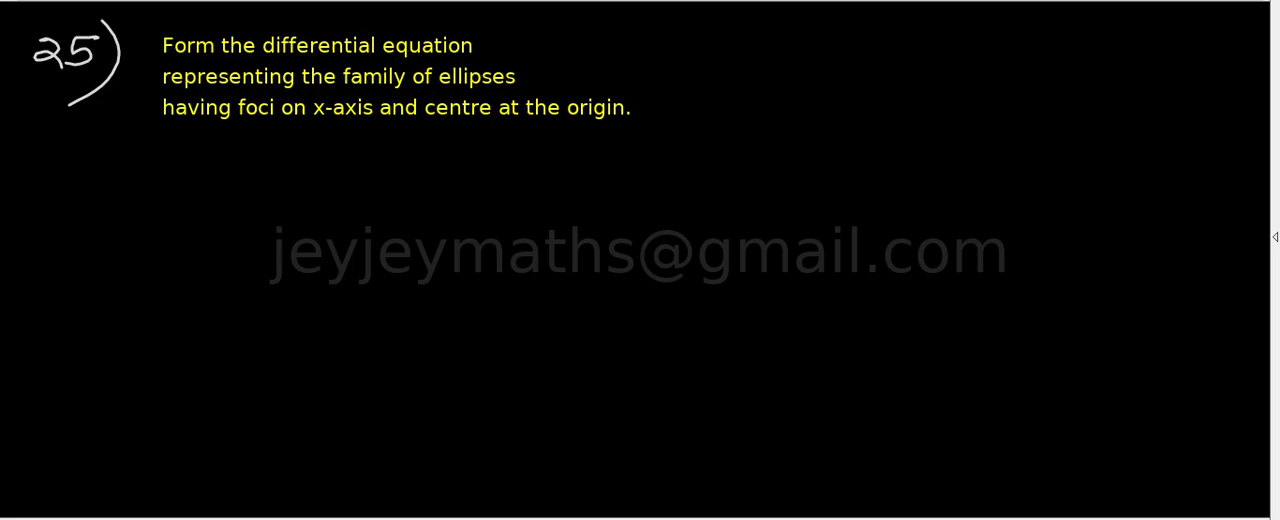 25)
Form the differential equation
representing the family of ellipses
having foci on x-axis and centre at the origin.
jeyjeymaths@gmail.com